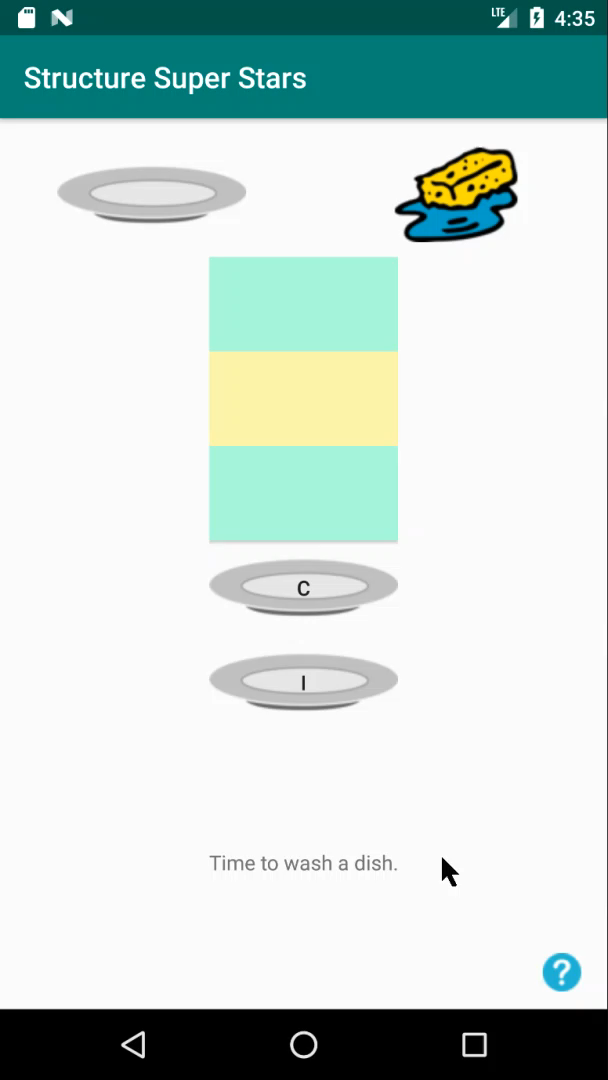 LTE 4:35
Structure Super Stars
C
I
Time to wash a dish.
?